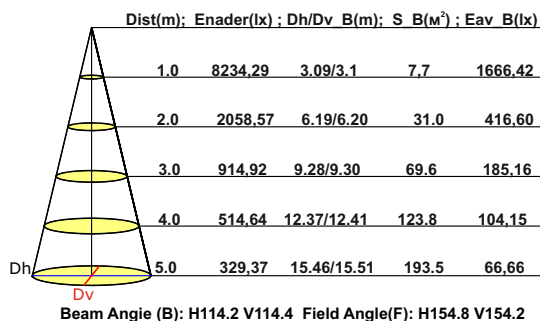 Dist(m); Enader(lx) ; Dh/Dv_B(m); S_B(м²) ; Eav_B(lx)
1.0 8234,29 3.09/3.1 7,7 1666,42
2.0 2058,57 6.19/6.20 31.0 416,60
3.0 914,92 9.28/9.30 69.6 185,16
4.0 514,64 12.37/12.41 123.8 104,15
Dh 5.0 329,37 15.46/15.51 193.5 66,66
Dv
Beam Angie (B): H114.2 V114.4 Field Angle(F): H154.8 V154.2